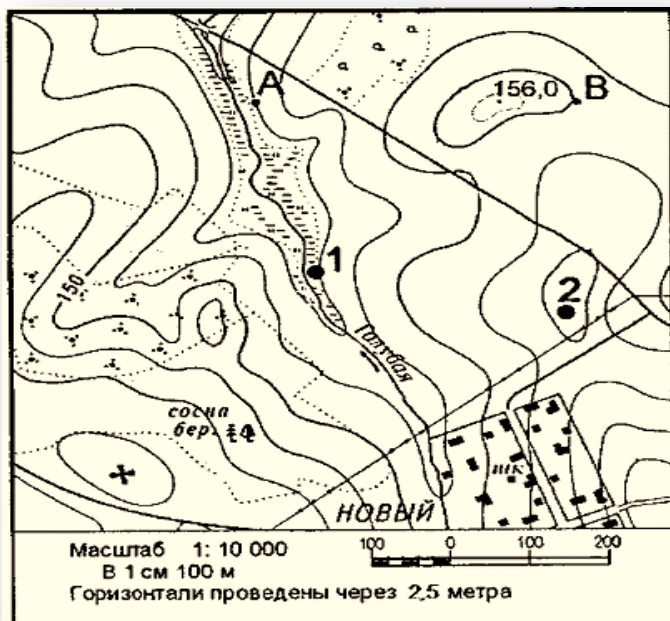 А
156,0 В
1
150
2
Голубая
сосна
бер.
шк
НОВЫЙ
Масштаб 1: 10 000
В 1 см 100 м
100 0 100 200
Горизонтали проведены через 2,5 метра